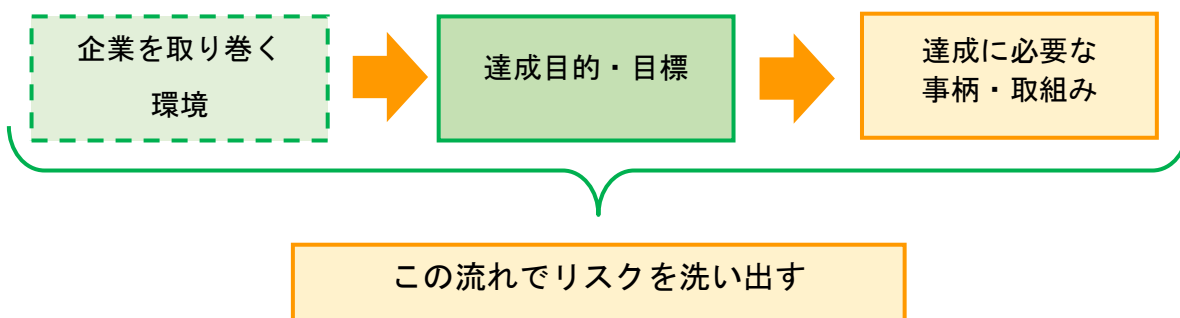 企業を取り巻く
環境
達成目的・目標
達成に必要な
事柄・取組み
この流れでリスクを洗い出す